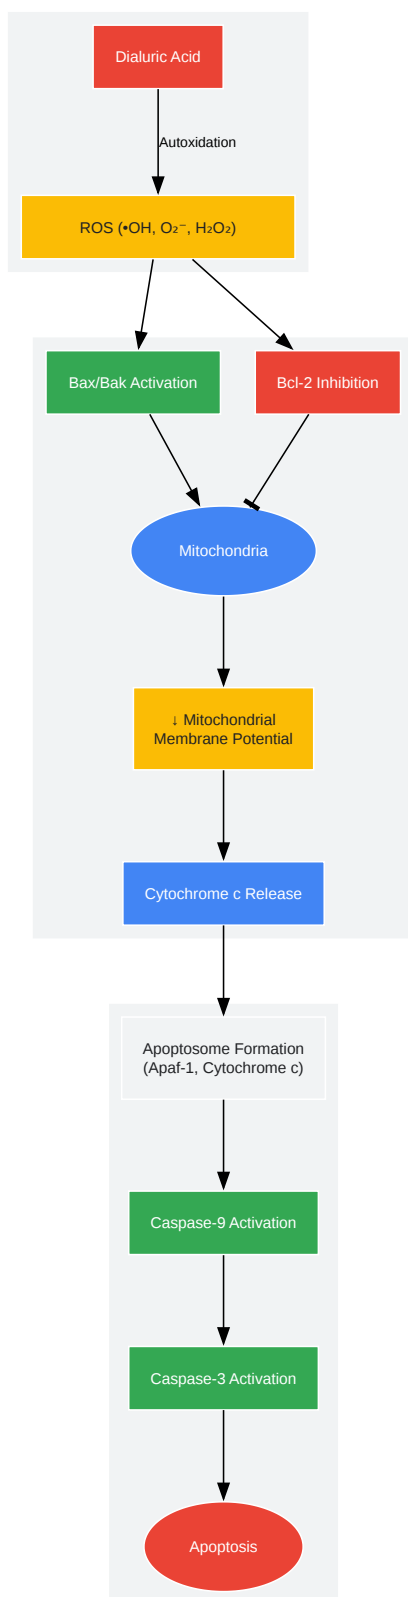 Dialuric Acid
Autoxidation
ROS (•OH, O₂⁻, H₂O₂)
Bax/Bak Activation
Bcl-2 Inhibition
Mitochondria
↓ Mitochondrial
Membrane Potential
Cytochrome c Release
Apoptosome Formation
(Apaf-1, Cytochrome c)
Caspase-9 Activation
Caspase-3 Activation
Apoptosis